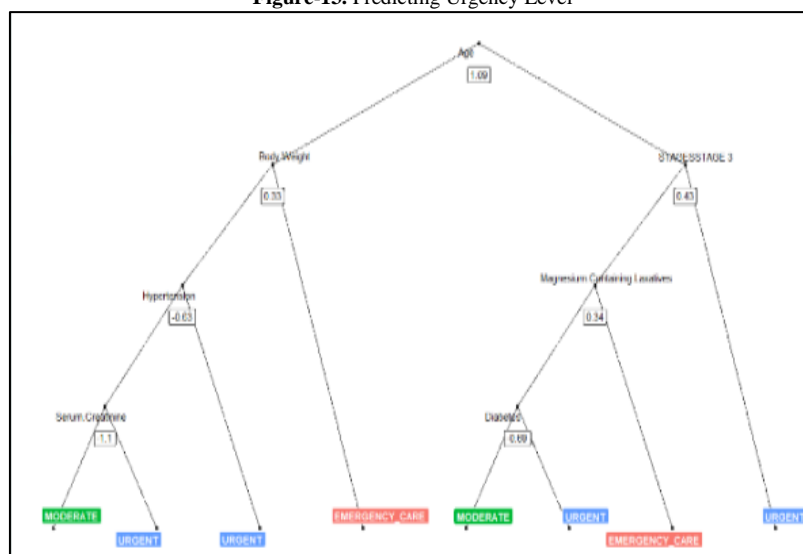 Figure-13. Predicting Urgency Level
Age
1.09
Body.Weight
STAGESSTAGE 3
0.33
0.43
Magnesium Containing Laxatives
Hypertension
0.34
-0.63
Serum.Creatinine
Diabetes
-1.1
-0.69
MODERATE
EMERGENCY_CARE
MODERATE
URGENT
URGENT
URGENT
URGENT
EMERGENCY_CARE